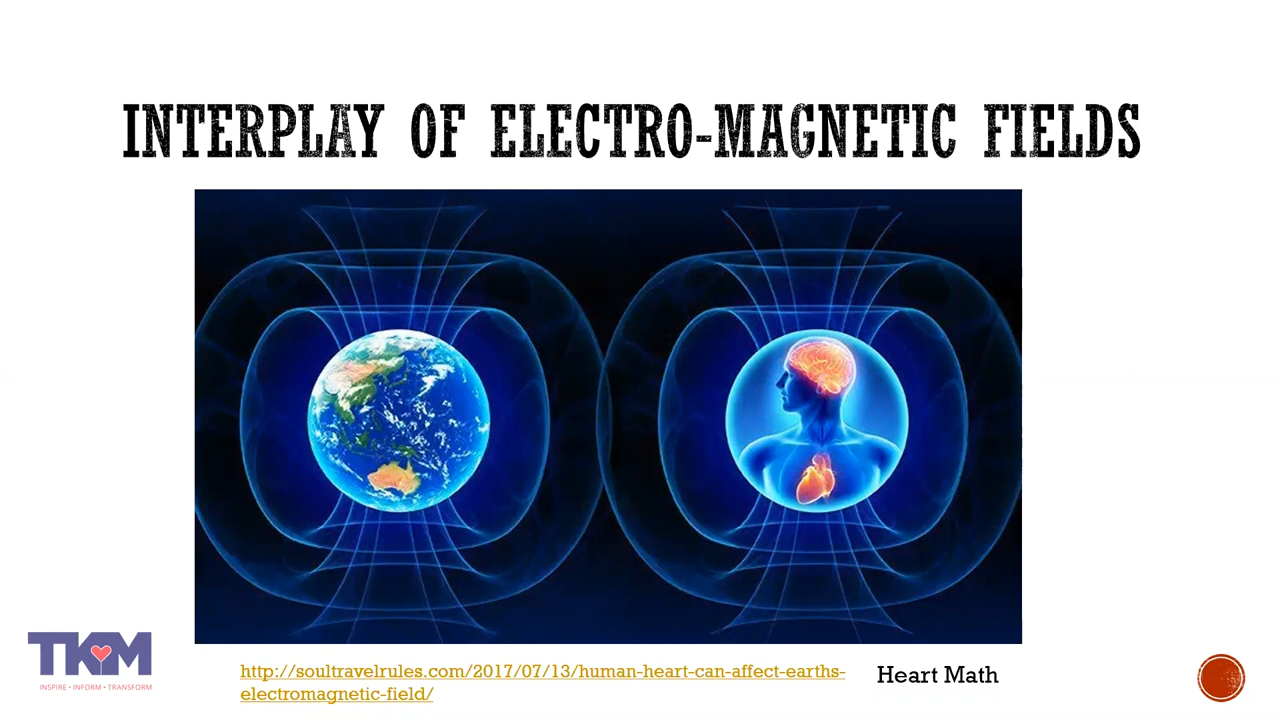 INTERPLAY OF ELECTRO-MAGNETIC FIELDS
TKM
INSPIRE • INFORM • TRANSFORM
http://soultravelrules.com/2017/07/13/human-heart-can-affect-earths-
electromagnetic-field/
Heart Math